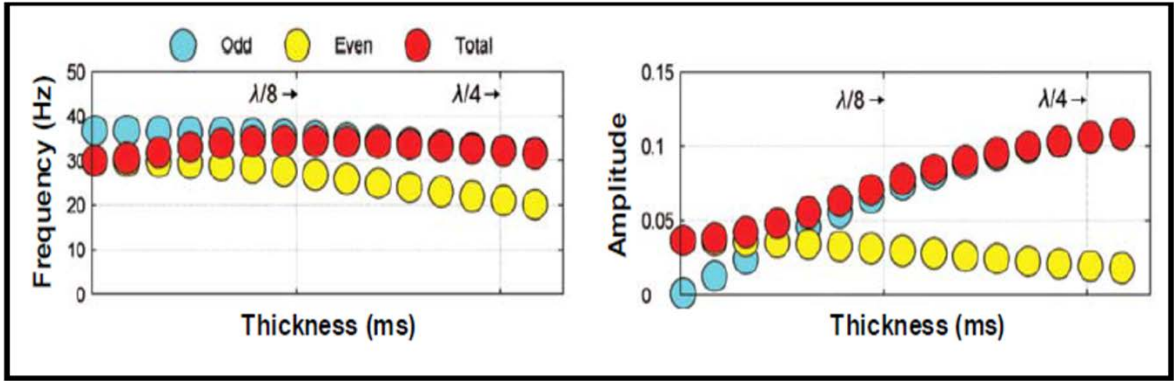 Odd Even Total
Frequency (Hz)
50
40
30
20
10
0
λ/8 λ/4
Thickness (ms)
Amplitude
0.15
0.1
0.05
0
λ/8 λ/4
Thickness (ms)